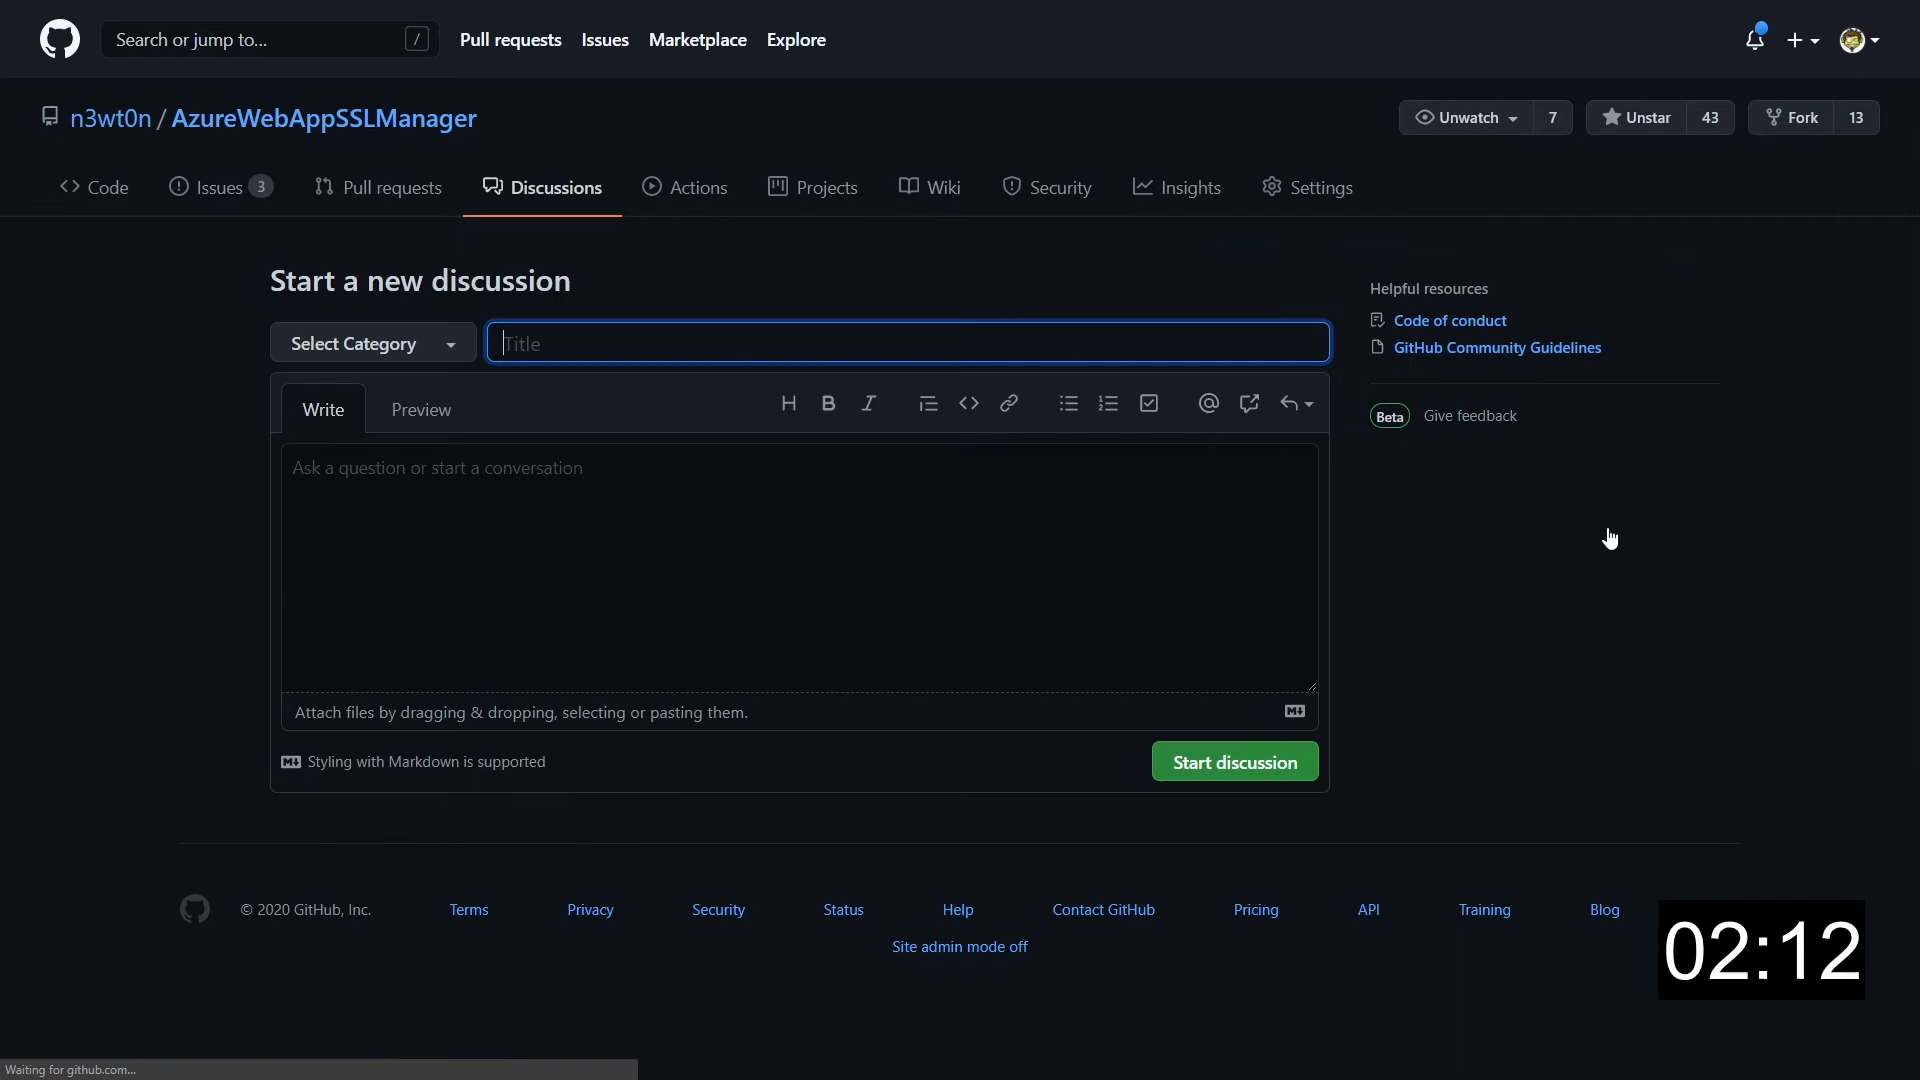 Search or jump to... /
Pull requests Issues Marketplace Explore
n3wt0n / AzureWebAppSSLManager
Unwatch 7 Unstar 43 Fork 13
Code Issues 3 Pull requests Discussions Actions Projects Wiki Security Insights Settings
Start a new discussion
Select Category
Title
Write Preview
H B I
Ask a question or start a conversation
Attach files by dragging & dropping, selecting or pasting them.
Styling with Markdown is supported
Start discussion
Helpful resources
Code of conduct
GitHub Community Guidelines
Beta Give feedback
© 2020 GitHub, Inc. Terms Privacy Security Status Help Contact GitHub Pricing API Training Blog
Site admin mode off
02:12
Waiting for github.com...